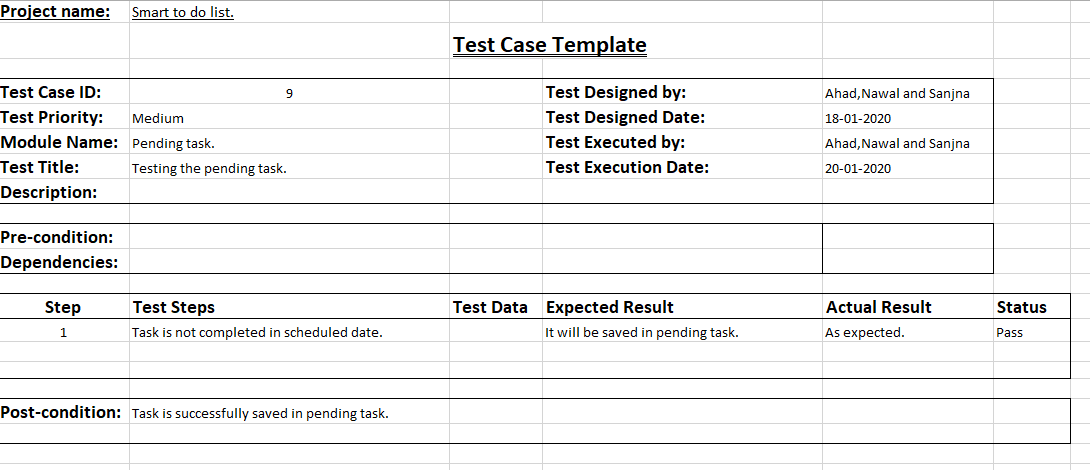 Project name: Smart to do list.
Test Case Template
Test Case ID: 9 Test Designed by: Ahad,Nawal and Sanjna
Test Priority: Medium Test Designed Date: 18-01-2020
Module Name: Pending task. Test Executed by: Ahad,Nawal and Sanjna
Test Title: Testing the pending task. Test Execution Date: 20-01-2020
Description:
Pre-condition:
Dependencies:
Step Test Steps Test Data Expected Result Actual Result Status
1 Task is not completed in scheduled date. It will be saved in pending task. As expected. Pass
Post-condition: Task is successfully saved in pending task.